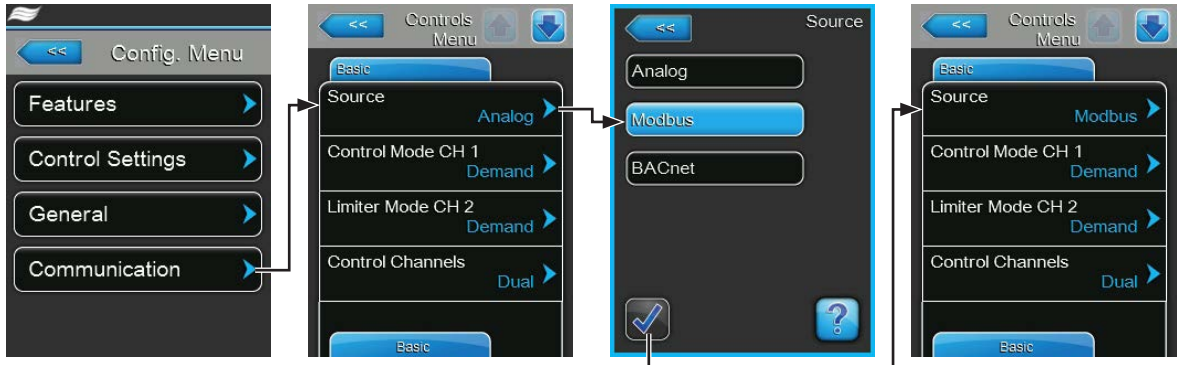 <<
Config. Menu
Features
Control Settings
General
Communication
<<
Controls
Menu
Basic
Source
Analog
Control Mode CH 1
Demand
Limiter Mode CH 2
Demand
Control Channels
Dual
Basic
<<
Source
Analog
Modbus
BACnet
?
<<
Controls
Menu
Basic
Source
Modbus
Control Mode CH 1
Demand
Limiter Mode CH 2
Demand
Control Channels
Dual
Basic